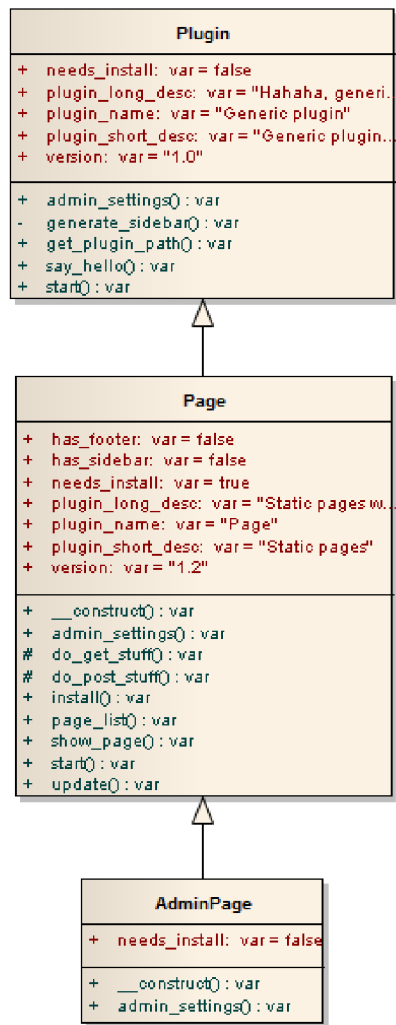 Plugin
+ needs_install: var = false
+ plugin_long_desc: var = "Hahaha, generi...
+ plugin_name: var = "Generic plugin"
+ plugin_short_desc: var = "Generic plugin...
+ version: var = "1.0"
+ admin_settings() : var
- generate_sidebar() : var
+ get_plugin_path() : var
+ say_hello() : var
+ start() : var
Page
+ has_footer: var = false
+ has_sidebar: var = false
+ needs_install: var = true
+ plugin_long_desc: var = "Static pages w...
+ plugin_name: var = "Page"
+ plugin_short_desc: var = "Static pages"
+ version: var = "1.2"
+ __construct() : var
+ admin_settings() : var
# do_get_stuff() : var
# do_post_stuff() : var
+ install() : var
+ page_list() : var
+ show_page() : var
+ start() : var
+ update() : var
AdminPage
+ needs_install: var = false
+ __construct() : var
+ admin_settings() : var